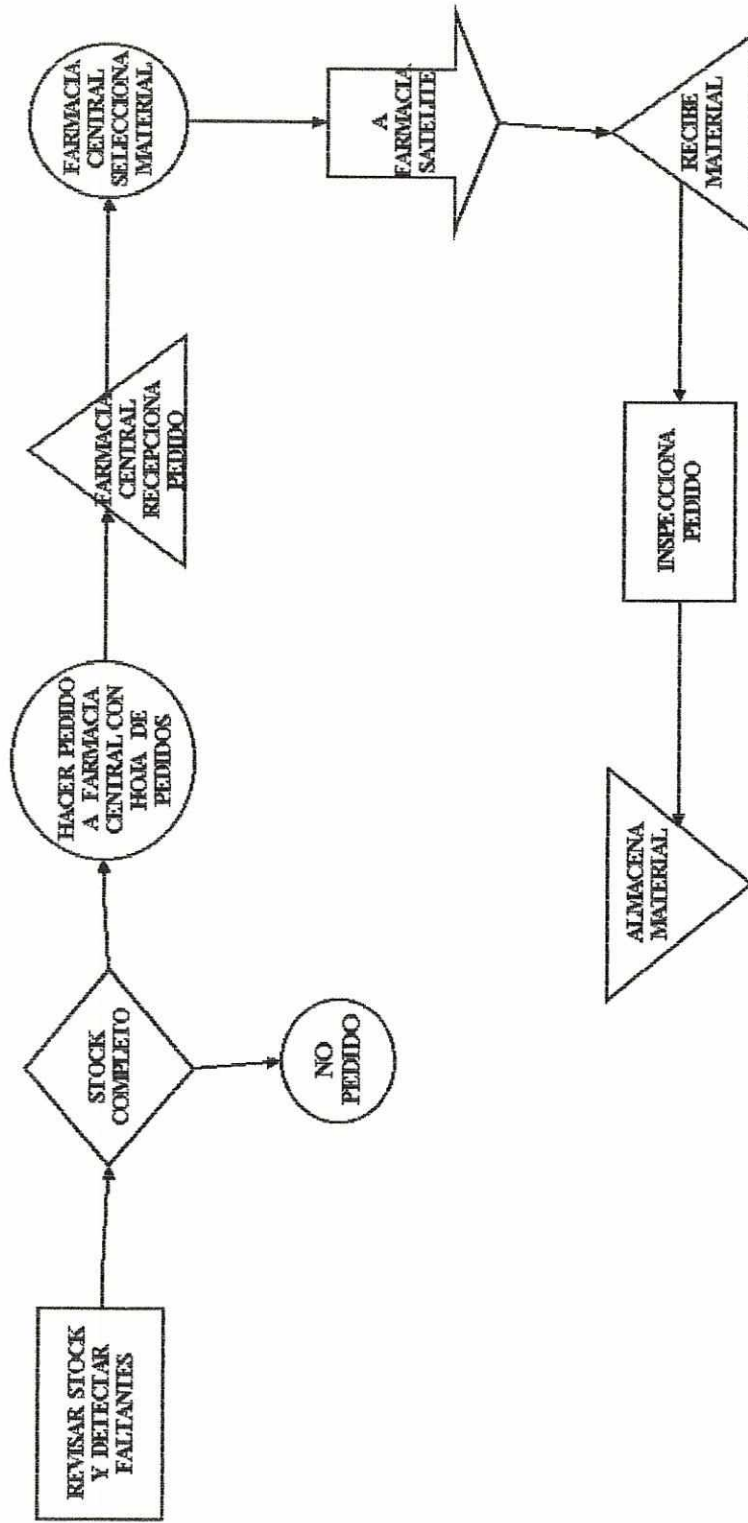 REVISAR STOCK
Y DETECTAR
FALTANTES
STOCK
COMPLETO
NO
PEDIDO
HACER PEDIDO
A FARMACIA
CENTRAL CON
HOJA DE
PEDIDOS
FARMACIA
CENTRAL
RECEPCIONA
PEDIDO
FARMACIA
CENTRAL
SELECCIONA
MATERIAL
A
FARMACIA
SATELITE
RECIBE
MATERIAL
INSPECCIONA
PEDIDO
ALMACENA
MATERIAL